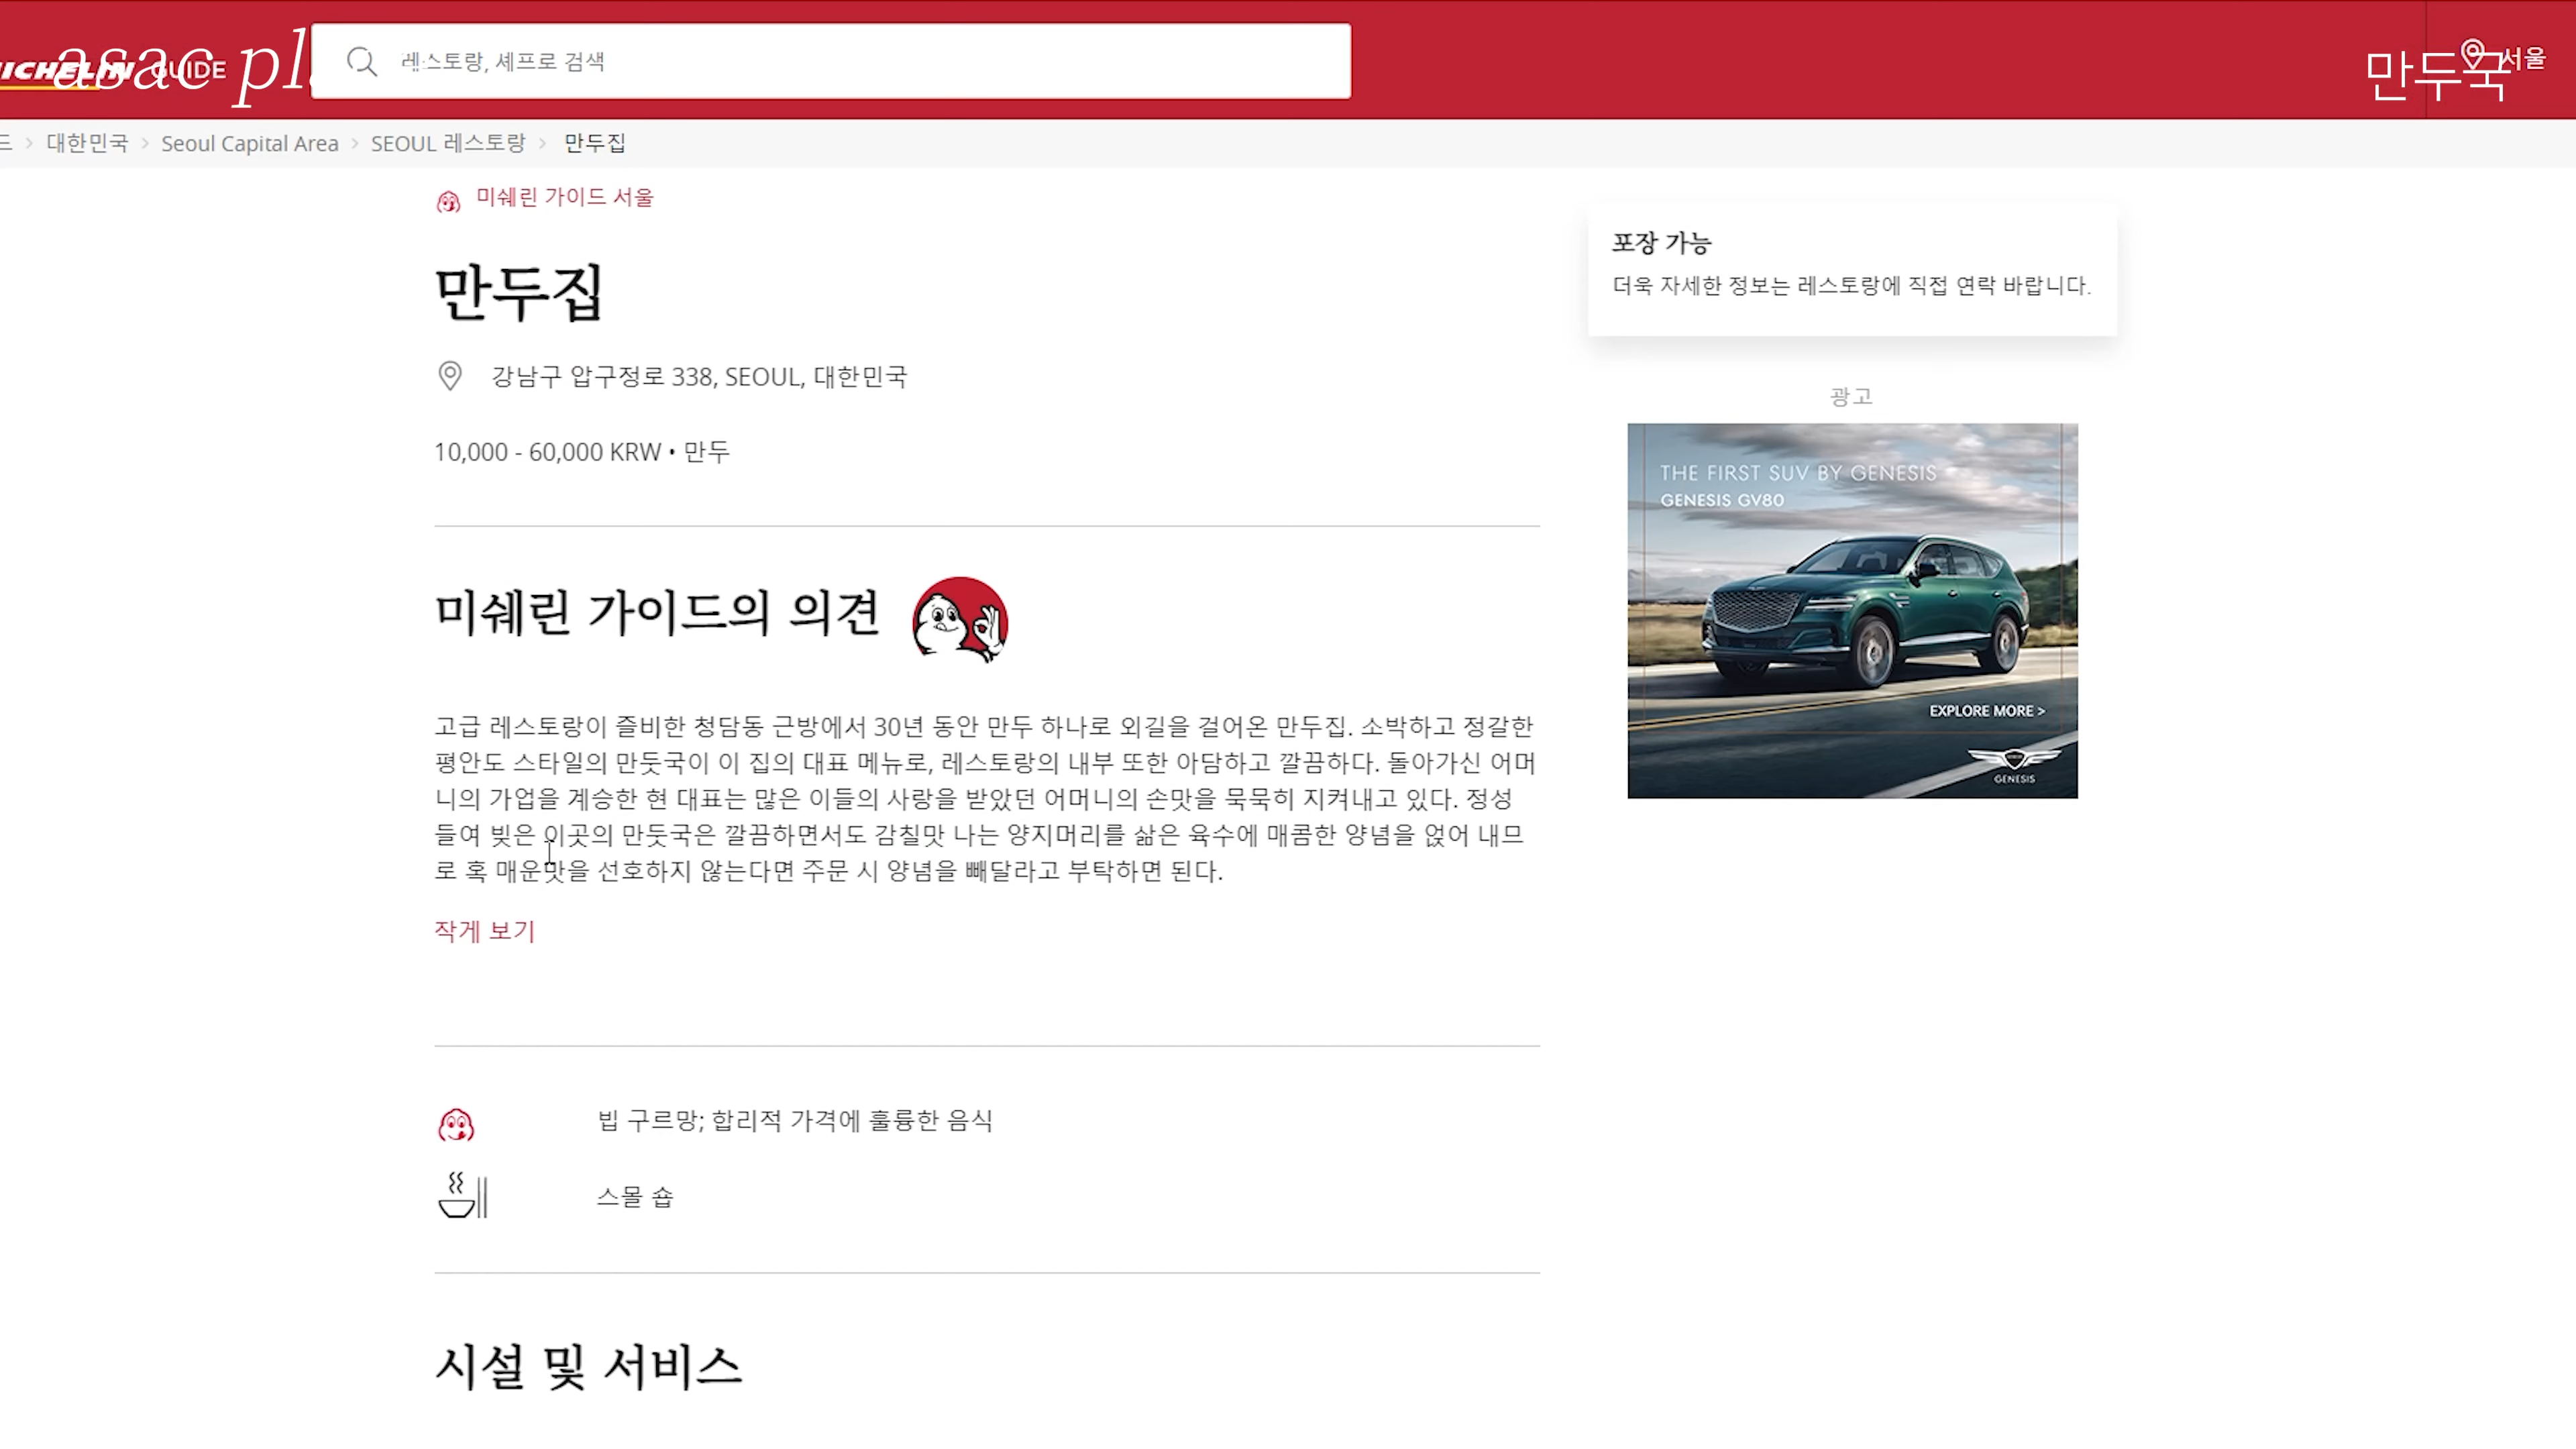 asac pl
ICHELIN GUIDE
레스토랑, 셰프로 검색
만두국
서울
드 > 대한민국 > Seoul Capital Area > SEOUL 레스토랑 > 만두집
미쉐린 가이드 서울
만두집
강남구 압구정로 338, SEOUL, 대한민국
10,000 - 60,000 KRW • 만두
미쉐린 가이드의 의견
고급 레스토랑이 즐비한 청담동 근방에서 30년 동안 만두 하나로 외길을 걸어온 만두집. 소박하고 정갈한
평안도 스타일의 만둣국이 이 집의 대표 메뉴로, 레스토랑의 내부 또한 아담하고 깔끔하다. 돌아가신 어머
니의 가업을 계승한 현 대표는 많은 이들의 사랑을 받았던 어머니의 손맛을 묵묵히 지켜내고 있다. 정성
들여 빚은 이곳의 만둣국은 깔끔하면서도 감칠맛 나는 양지머리를 삶은 육수에 매콤한 양념을 얹어 내므
로 혹 매운맛을 선호하지 않는다면 주문 시 양념을 빼달라고 부탁하면 된다.
작게 보기
빕 구르망; 합리적 가격에 훌륭한 음식
스몰 숍
시설 및 서비스
포장 가능
더욱 자세한 정보는 레스토랑에 직접 연락 바랍니다.
광고
THE FIRST SUV BY GENESIS
GENESIS GV80
EXPLORE MORE >
GENESIS